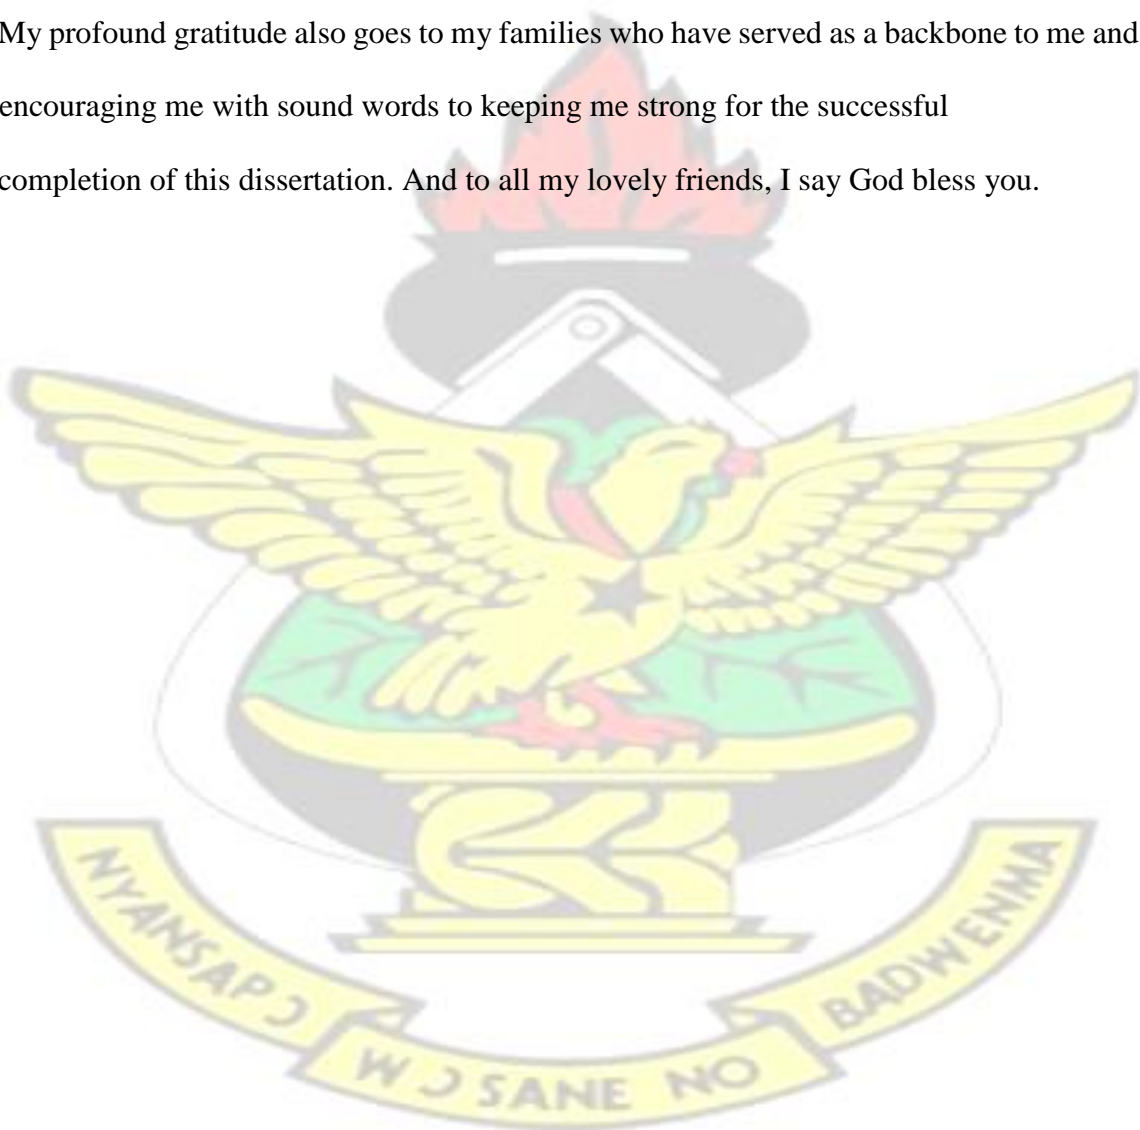 My profound gratitude also goes to my families who have served as a backbone to me and
encouraging me with sound words to keeping me strong for the successful
completion of this dissertation. And to all my lovely friends, I say God bless you.
NYANSAPƆ
WƆSANE NO
BADWENMA